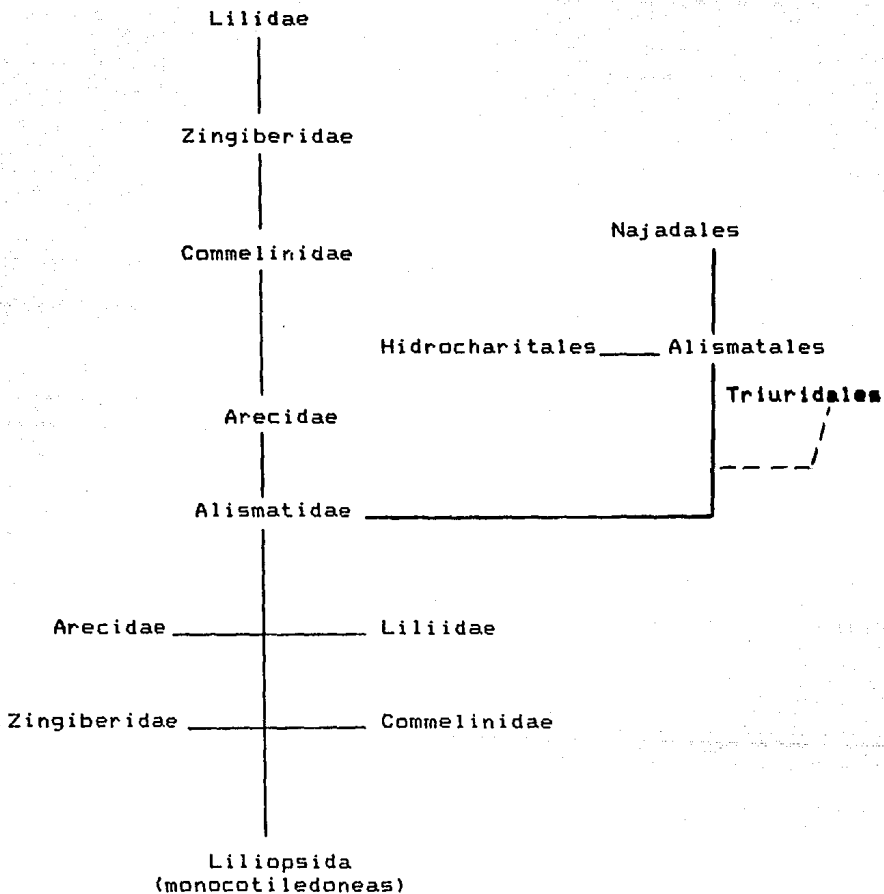 Lilidae
Zingiberidae
Najadales
Commelinidae
Hidrocharitales Alismatales
Triuridales
Arecidae
Alismatidae
Arecidae Liliidae
Zingiberidae Commelinidae
Liliopsida
(monocotiledoneas)